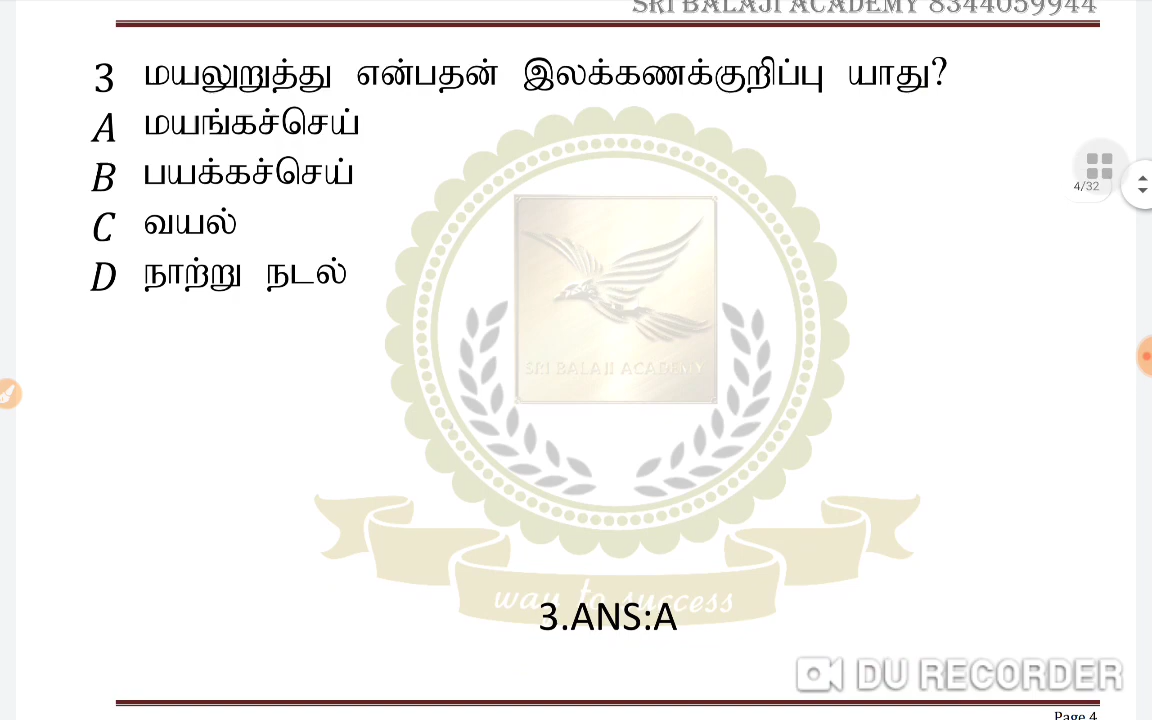 SRI BALAJI ACADEMY 8344059944
3 மயலுறுத்து என்பதன் இலக்கணக்குறிப்பு யாது?
A மயங்கச்செய்
B பயக்கச்செய்
C வயல்
D நாற்று நடல்
4/32
SRI BALAJI ACADEMY
way to success
3.ANS:A
DU RECORDER
Page 4